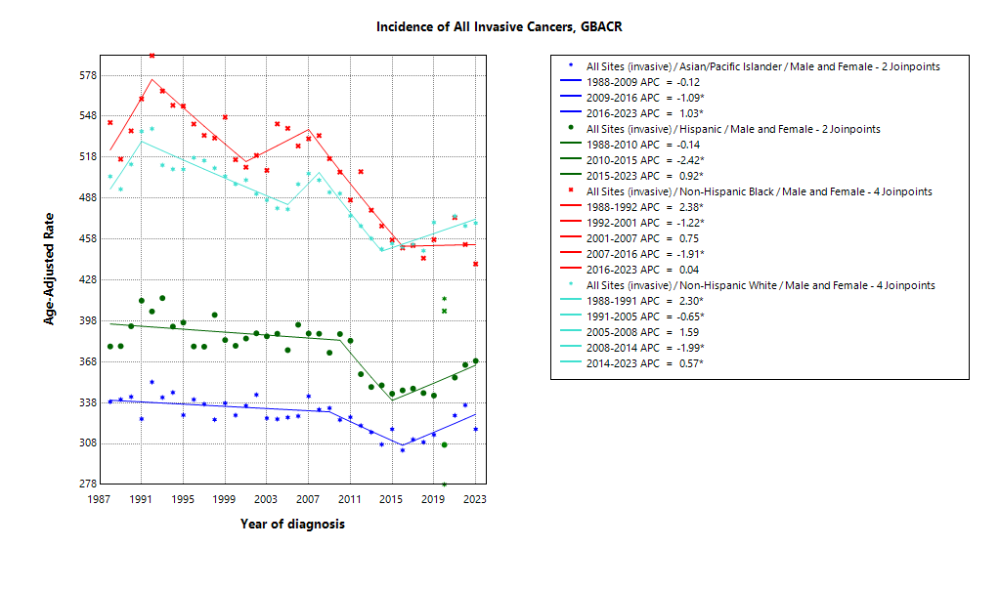 Incidence of All Invasive Cancers, GBACR
Age-Adjusted Rate
578
548
518
488
458
428
398
368
338
308
278
1987
1991
1995
1999
2003
2007
2011
2015
2019
2023
Year of diagnosis
All Sites (invasive) / Asian/Pacific Islander / Male and Female - 2 Joinpoints
1988-2009 APC = -0.12
2009-2016 APC = -1.09*
2016-2023 APC = 1.03*
All Sites (invasive) / Hispanic / Male and Female - 2 Joinpoints
1988-2010 APC = -0.14
2010-2015 APC = -2.42*
2015-2023 APC = 0.92*
All Sites (invasive) / Non-Hispanic Black / Male and Female - 4 Joinpoints
1988-1992 APC = 2.38*
1992-2001 APC = -1.22*
2001-2007 APC = 0.75
2007-2016 APC = -1.91*
2016-2023 APC = 0.04
All Sites (invasive) / Non-Hispanic White / Male and Female - 4 Joinpoints
1988-1991 APC = 2.30*
1991-2005 APC = -0.65*
2005-2008 APC = 1.59
2008-2014 APC = -1.99*
2014-2023 APC = 0.57*